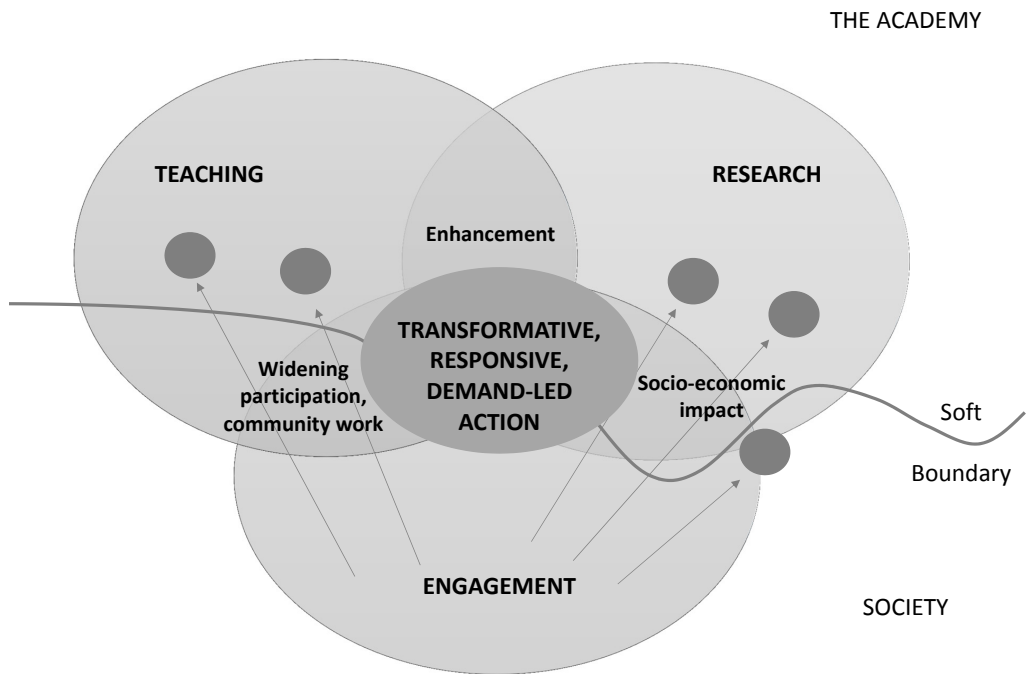 THE ACADEMY
TEACHING
RESEARCH
Enhancement
TRANSFORMATIVE,
RESPONSIVE,
DEMAND-LED
ACTION
Widening
participation,
community work
Socio-economic
impact
Soft
Boundary
ENGAGEMENT
SOCIETY